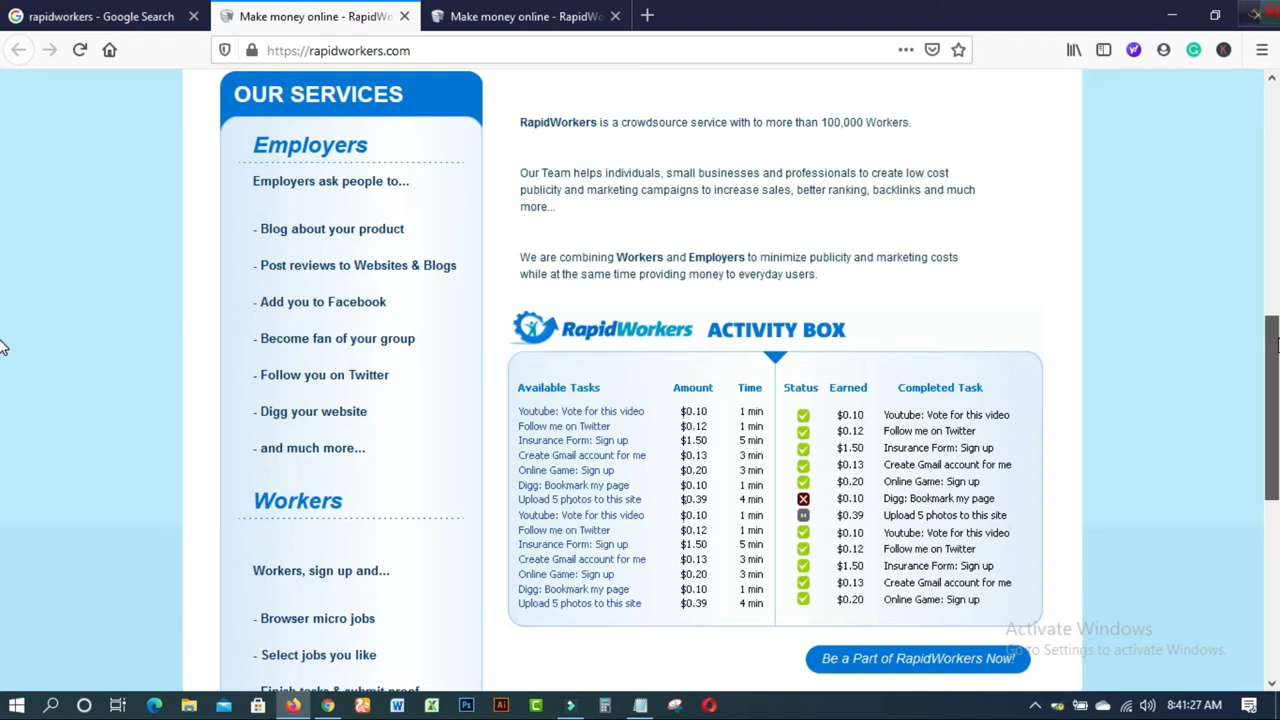 rapidworkers - Google Search
Make money online - RapidWo
Make money online - RapidWo
https://rapidworkers.com
OUR SERVICES
Employers
Employers ask people to...
- Blog about your product
- Post reviews to Websites & Blogs
- Add you to Facebook
- Become fan of your group
- Follow you on Twitter
- Digg your website
- and much more...
Workers
Workers, sign up and...
- Browser micro jobs
- Select jobs you like
- Finish tasks & submit proof
RapidWorkers is a crowdsource service with to more than 100,000 Workers.
Our Team helps individuals, small businesses and professionals to create low cost
publicity and marketing campaigns to increase sales, better ranking, backlinks and much
more...
We are combining Workers and Employers to minimize publicity and marketing costs
while at the same time providing money to everyday users.
RapidWorkers ACTIVITY BOX
Available Tasks Amount Time
Youtube: Vote for this video $0.10 1 min
Follow me on Twitter $0.12 1 min
Insurance Form: Sign up $1.50 5 min
Create Gmail account for me $0.13 3 min
Online Game: Sign up $0.20 3 min
Digg: Bookmark my page $0.10 1 min
Upload 5 photos to this site $0.39 4 min
Youtube: Vote for this video $0.10 1 min
Follow me on Twitter $0.12 1 min
Insurance Form: Sign up $1.50 5 min
Create Gmail account for me $0.13 3 min
Online Game: Sign up $0.20 3 min
Digg: Bookmark my page $0.10 1 min
Upload 5 photos to this site $0.39 4 min
Status Earned Completed Task
$0.10 Youtube: Vote for this video
$0.12 Follow me on Twitter
$1.50 Insurance Form: Sign up
$0.13 Create Gmail account for me
$0.20 Online Game: Sign up
$0.10 Digg: Bookmark my page
$0.39 Upload 5 photos to this site
$0.10 Youtube: Vote for this video
$0.12 Follow me on Twitter
$1.50 Insurance Form: Sign up
$0.13 Create Gmail account for me
$0.20 Online Game: Sign up
Be a Part of RapidWorkers Now!
Activate Windows
Go to Settings to activate Windows.
8:41:27 AM